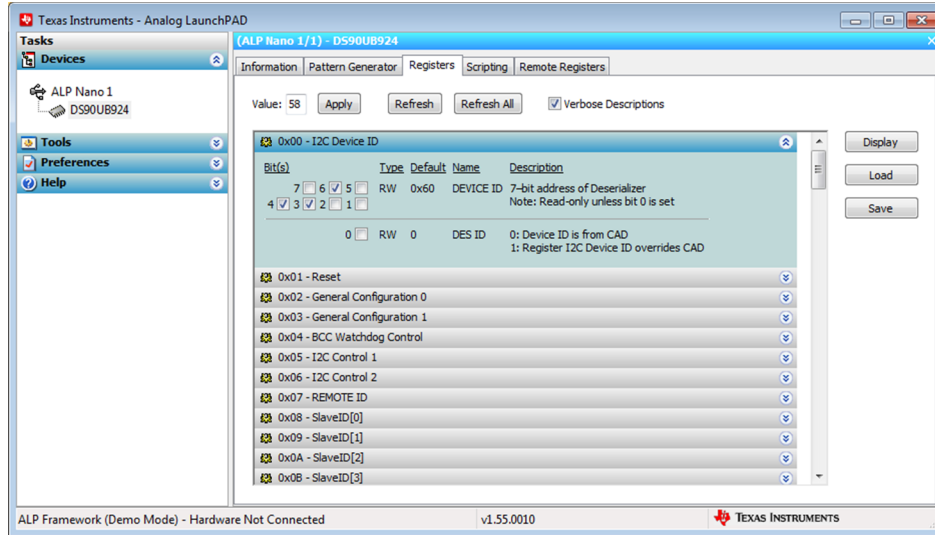 Texas Instruments - Analog LaunchPAD
Tasks
Devices
ALP Nano 1
DS90UB924
Tools
Preferences
Help
(ALP Nano 1/1) - DS90UB924
Information Pattern Generator Registers Scripting Remote Registers
Value: 58 Apply Refresh Refresh All Verbose Descriptions
0x00 - I2C Device ID
Bit(s) Type Default Name Description
7 6 5 RW 0x60 DEVICE ID 7-bit address of Deserializer
4 3 2 1 Note: Read-only unless bit 0 is set
0 RW 0 DES ID 0: Device ID is from CAD
1: Register I2C Device ID overrides CAD
0x01 - Reset
0x02 - General Configuration 0
0x03 - General Configuration 1
0x04 - BCC Watchdog Control
0x05 - I2C Control 1
0x06 - I2C Control 2
0x07 - REMOTE ID
0x08 - SlaveID[0]
0x09 - SlaveID[1]
0x0A - SlaveID[2]
0x0B - SlaveID[3]
Display
Load
Save
ALP Framework (Demo Mode) - Hardware Not Connected v1.55.0010 TEXAS INSTRUMENTS